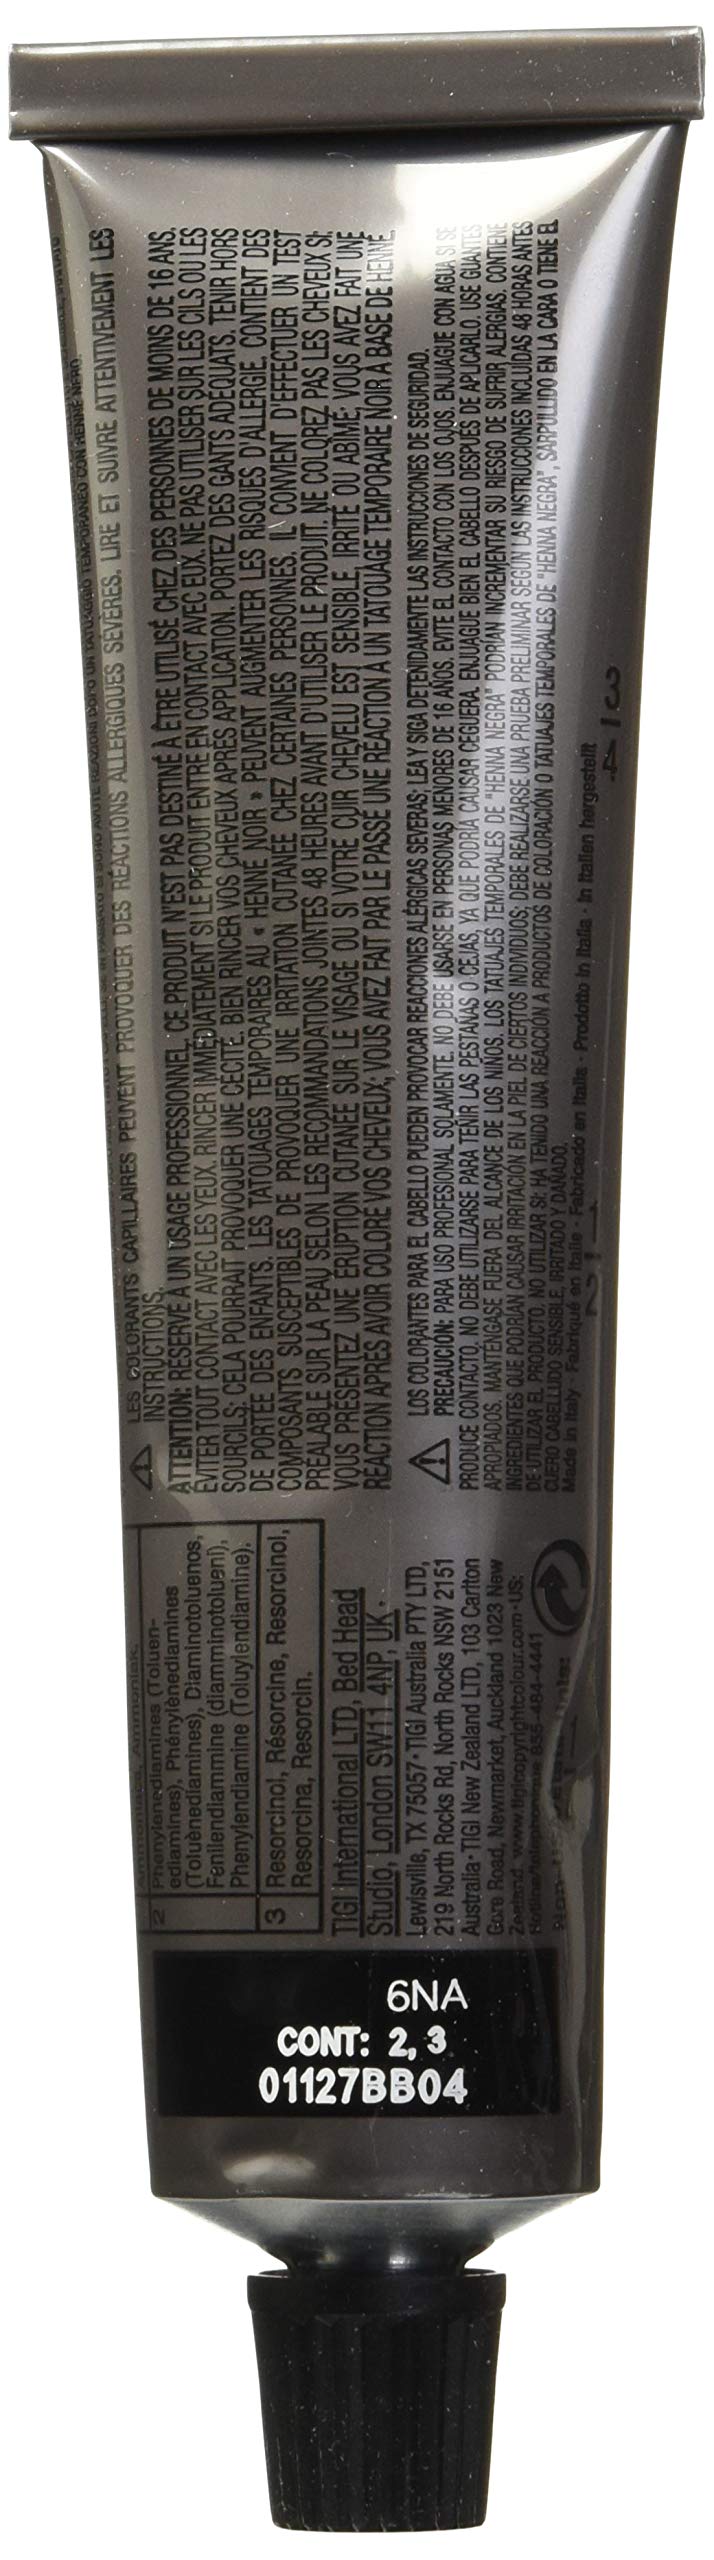 TATUAGGIO TEMPORANEO CON HENNÉ NERO.
LES COLORANTS CAPILLAIRES PEUVENT PROVOQUER DES RÉACTIONS ALLERGIQUES SÉVÈRES. LIRE ET SUIVRE ATTENTIVEMENT LES
INSTRUCTIONS.
ATTENTION: RÉSERVÉ À UN USAGE PROFESSIONNEL. CE PRODUIT N'EST PAS DESTINÉ À ÊTRE UTILISÉ CHEZ DES PERSONNES DE MOINS DE 16 ANS.
ÉVITER TOUT CONTACT AVEC LES YEUX. RINCER IMMÉDIATEMENT SI LE PRODUIT ENTRE EN CONTACT AVEC EUX. NE PAS UTILISER SUR LES CILS OU LES
SOURCILS: CELA POURRAIT PROVOQUER UNE CÉCITÉ. BIEN RINCER VOS CHEVEUX APRÈS APPLICATION. PORTEZ DES GANTS ADÉQUATS. TENIR HORS
DE PORTÉE DES ENFANTS. LES TATOUAGES TEMPORAIRES AU « HENNÉ NOIR » PEUVENT AUGMENTER LES RISQUES D'ALLERGIE. CONTIENT DES
COMPOSANTS SUSCEPTIBLES DE PROVOQUER UNE IRRITATION CUTANÉE CHEZ CERTAINES PERSONNES. IL CONVIENT D'EFFECTUER UN TEST
PRÉALABLE SUR LA PEAU SELON LES RECOMMANDATIONS JOINTES 48 HEURES AVANT D'UTILISER LE PRODUIT. NE COLOREZ PAS LES CHEVEUX SI:
VOUS PRÉSENTEZ UNE ÉRUPTION CUTANÉE SUR LE VISAGE OU SI VOTRE CUIR CHEVELU EST SENSIBLE, IRRITÉ OU ABÎMÉ; VOUS AVEZ FAIT UNE
RÉACTION APRÈS AVOIR COLORÉ VOS CHEVEUX; VOUS AVEZ FAIT PAR LE PASSÉ UNE RÉACTION À UN TATOUAGE TEMPORAIRE NOIR À BASE DE HENNÉ.
LOS COLORANTES PARA EL CABELLO PUEDEN PROVOCAR REACCIONES ALÉRGICAS SEVERAS: LEA Y SIGA DETENIDAMENTE LAS INSTRUCCIONES DE SEGURIDAD.
PRECAUCIÓN: PARA USO PROFESIONAL SOLAMENTE. NO DEBE USARSE EN PERSONAS MENORES DE 16 AÑOS. EVITE EL CONTACTO CON LOS OJOS. ENJUAGUE CON AGUA SI SE
PRODUCE CONTACTO, NO DEBE UTILIZARSE PARA TEÑIR LAS PESTAÑAS O CEJAS, YA QUE PODRÍA CAUSAR CEGUERA. ENJUAGUE BIEN EL CABELLO DESPUÉS DE APLICARLO. USE GUANTES
APROPIADOS. MANTÉNGASE FUERA DEL ALCANCE DE LOS NIÑOS. LOS TATUAJES TEMPORALES DE "HENNA NEGRA" PODRÍAN INCREMENTAR SU RIESGO DE SUFRIR ALERGIAS. CONTIENE
INGREDIENTES QUE PODRÍAN CAUSAR IRRITACIÓN EN LA PIEL DE CIERTOS INDIVIDUOS; DEBE REALIZARSE UNA PRUEBA PRELIMINAR SEGÚN LAS INSTRUCCIONES INCLUIDAS 48 HORAS ANTES
DE UTILIZAR EL PRODUCTO. NO UTILIZAR SI: HA TENIDO UNA REACCIÓN A PRODUCTOS DE COLORACIÓN O TATUAJES TEMPORALES DE "HENNA NEGRA", SARPULLIDO EN LA CARA O TIENE EL
CUERO CABELLUDO SENSIBLE, IRRITADO Y DAÑADO.
Made in Italy · Fabriqué en Italie · Fabricado en Italia · Prodotto in Italia · In Italien hergestellt
2 Phenylenediamines (Toluen-
ediamines), Phénylènediamines
(Toluènediamines), Diaminotoluenos,
Fenilendiammine (diamminotolueni),
Phenylendiamine (Toluylendiamine).
3 Resorcinol, Résorcine, Resorcinol,
Resorcina, Resorcin.
TIGI International LTD, Bed Head
Studio, London SW11 4NP, UK.
Lewisville, TX 75057 · TIGI Australia PTY LTD,
219 North Rocks Rd, North Rocks NSW 2151
Australia · TIGI New Zealand LTD, 103 Carlton
Gore Road, Newmarket, Auckland 1023 New
Zealand · www.tigicopyrightcolour.com · US:
855-484-4441
6NA
CONT: 2, 3
01127BB04